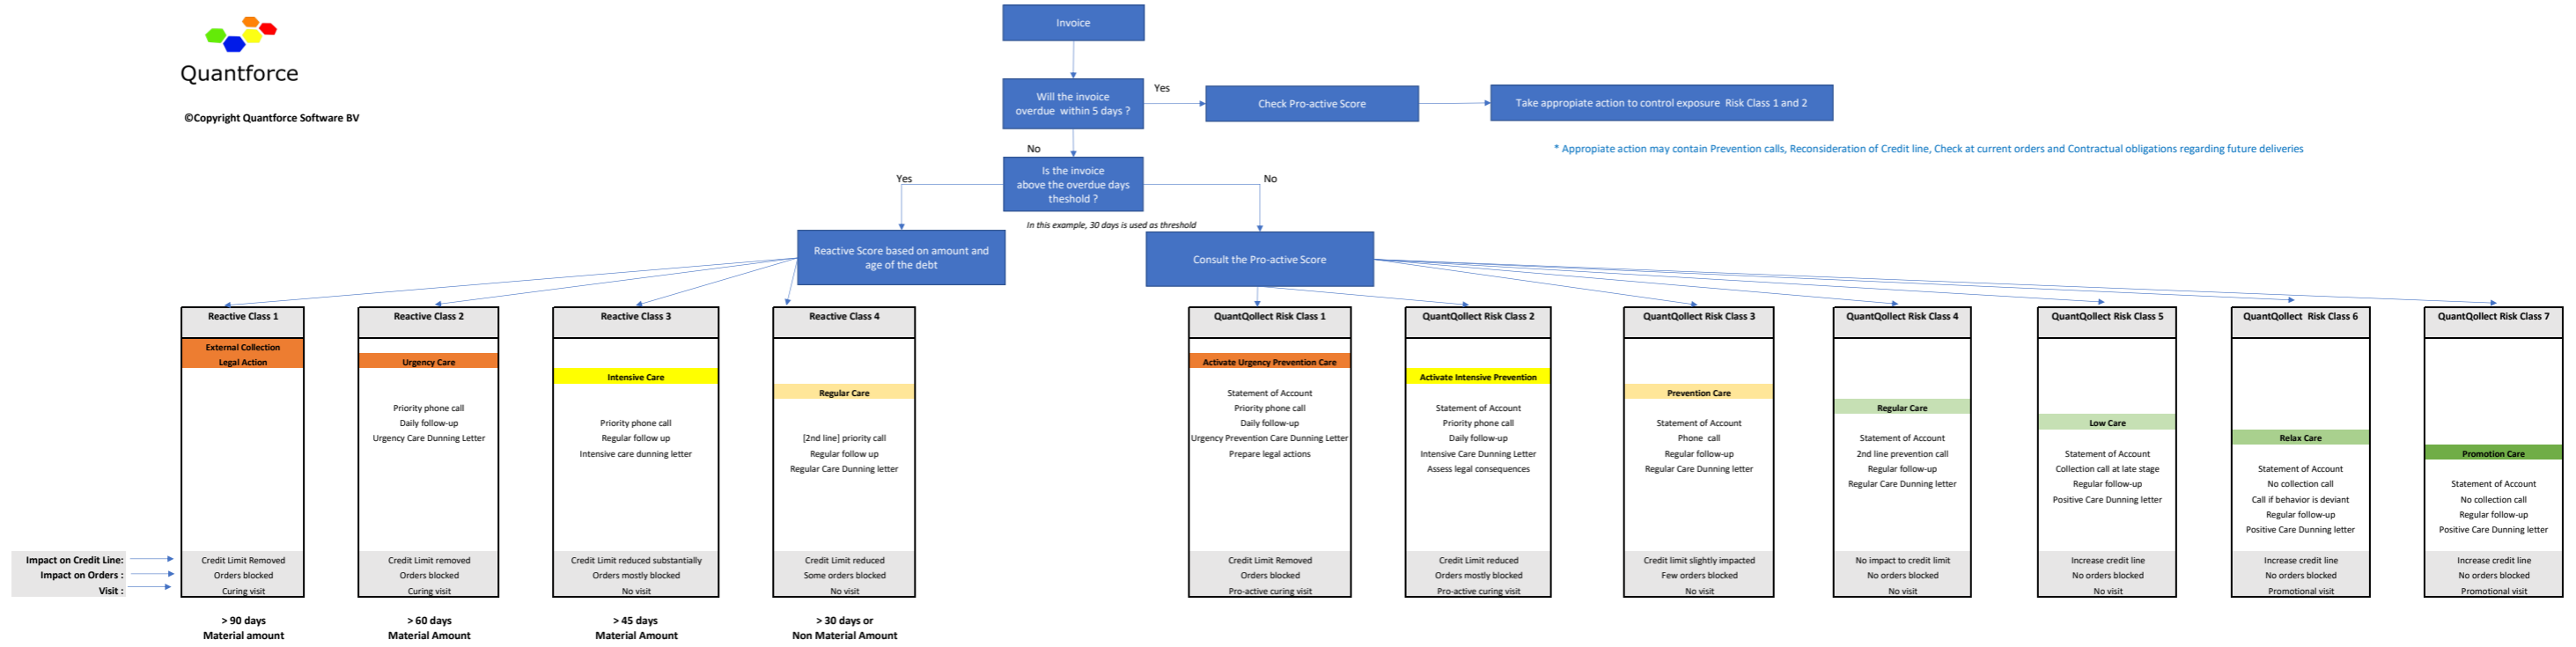 Quantforce
©Copyright Quantforce Software BV
Invoice
Will the invoice
overdue within 5 days ?
Yes
Check Pro-active Score
Take appropiate action to control exposure Risk Class 1 and 2
* Appropiate action may contain Prevention calls, Reconsideration of Credit line, Check at current orders and Contractual obligations regarding future deliveries
No
Is the invoice
above the overdue days
theshold ?
Yes
No
In this example, 30 days is used as threshold
Reactive Score based on amount and
age of the debt
Consult the Pro-active Score
Reactive Class 1
External Collection
Legal Action
Credit Limit Removed
Orders blocked
Curing visit
> 90 days
Material amount
Reactive Class 2
Urgency Care
Priority phone call
Daily follow-up
Urgency Care Dunning Letter
Credit Limit removed
Orders blocked
Curing visit
> 60 days
Material Amount
Reactive Class 3
Intensive Care
Priority phone call
Regular follow up
Intensive care dunning letter
Credit Limit reduced substantially
Orders mostly blocked
No visit
> 45 days
Material Amount
Reactive Class 4
Regular Care
[2nd line] priority call
Regular follow up
Regular Care Dunning letter
Credit Limit reduced
Some orders blocked
No visit
> 30 days or
Non Material Amount
QuantQollect Risk Class 1
Activate Urgency Prevention Care
Statement of Account
Priority phone call
Daily follow-up
Urgency Prevention Care Dunning Letter
Prepare legal actions
Credit Limit Removed
Orders blocked
Pro-active curing visit
QuantQollect Risk Class 2
Activate Intensive Prevention
Statement of Account
Priority phone call
Daily follow-up
Intensive Care Dunning Letter
Assess legal consequences
Credit Limit reduced
Orders mostly blocked
Pro-active curing visit
QuantQollect Risk Class 3
Prevention Care
Statement of Account
Phone call
Regular follow-up
Regular Care Dunning letter
Credit limit slightly impacted
Few orders blocked
No visit
QuantQollect Risk Class 4
Regular Care
Statement of Account
2nd line prevention call
Regular follow-up
Regular Care Dunning letter
No impact to credit limit
No orders blocked
No visit
QuantQollect Risk Class 5
Low Care
Statement of Account
Collection call at late stage
Regular follow-up
Positive Care Dunning letter
Increase credit line
No orders blocked
No visit
QuantQollect Risk Class 6
Relax Care
Statement of Account
No collection call
Call if behavior is deviant
Regular follow-up
Positive Care Dunning letter
Increase credit line
No orders blocked
Promotional visit
QuantQollect Risk Class 7
Promotion Care
Statement of Account
No collection call
Regular follow-up
Positive Care Dunning letter
Increase credit line
No orders blocked
Promotional visit
Impact on Credit Line:
Impact on Orders :
Visit :